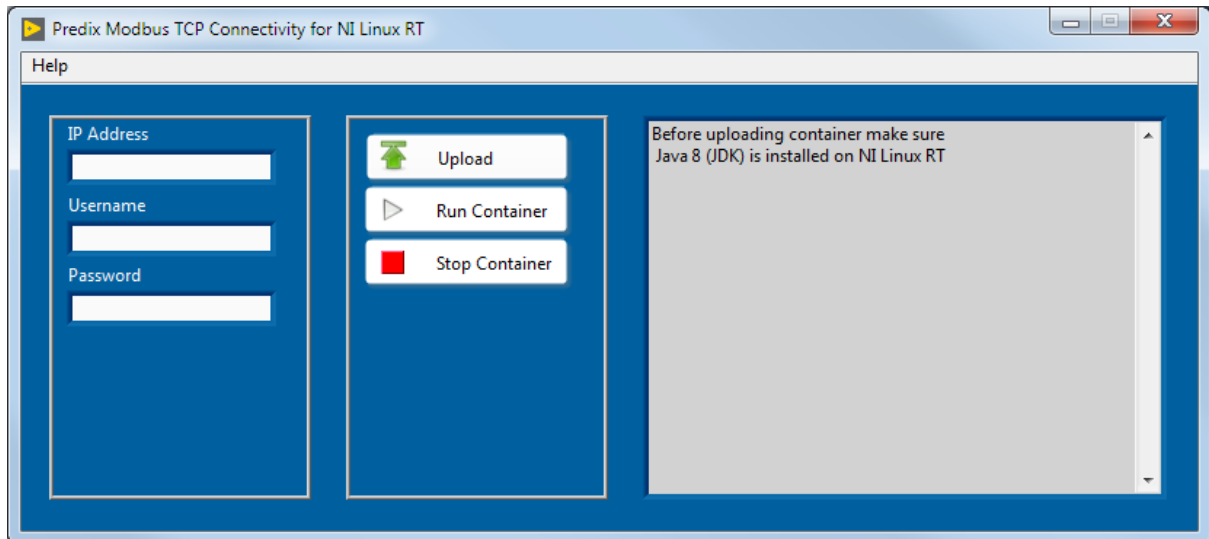 Predix Modbus TCP Connectivity for NI Linux RT
Help
IP Address
Username
Password
Upload
Run Container
Stop Container
Before uploading container make sure
Java 8 (JDK) is installed on NI Linux RT